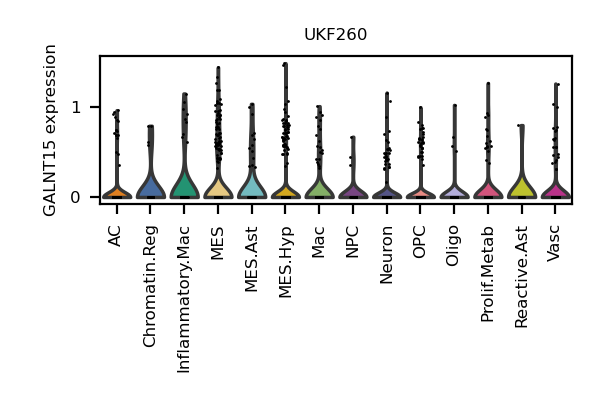 UKF260
GALNT15 expression
1
0
AC
Chromatin.Reg
Inflammatory.Mac
MES
MES.Ast
MES.Hyp
Mac
NPC
Neuron
OPC
Oligo
Prolif.Metab
Reactive.Ast
Vasc